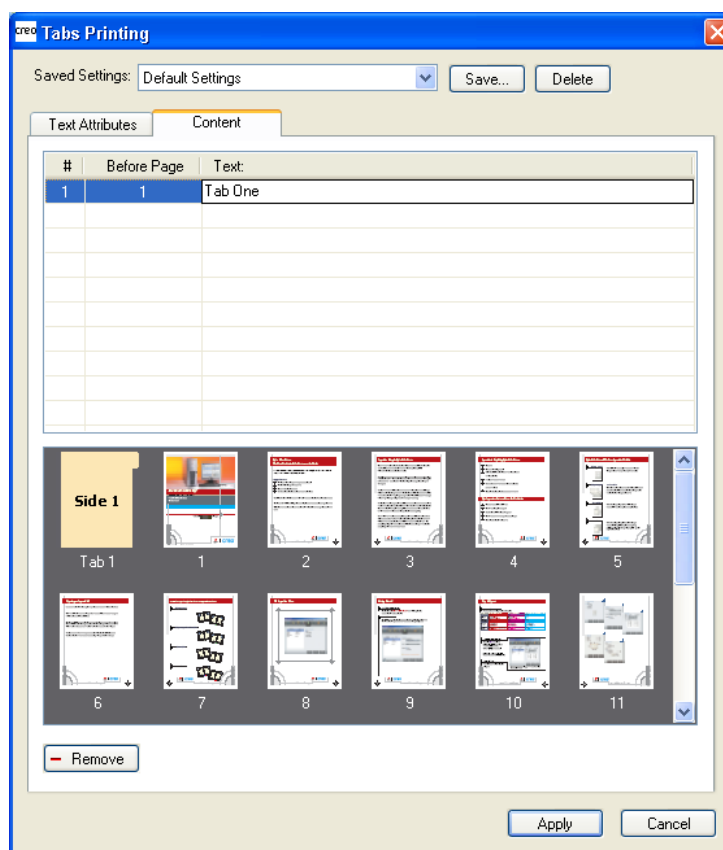 creo Tabs Printing
Saved Settings: Default Settings Save... Delete
Text Attributes Content
# Before Page Text:
1 1 Tab One
Side 1
Tab 1 1 2 3 4 5
6 7 8 9 10 11
Remove
Apply Cancel